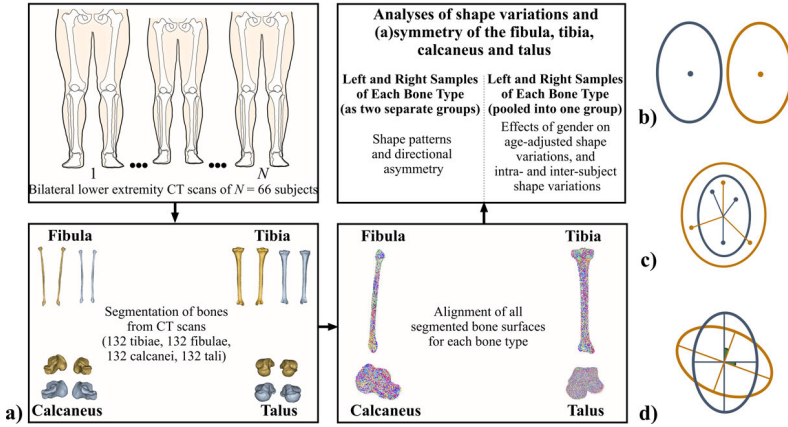 1
N
Bilateral lower extremity CT scans of N = 66 subjects
Analyses of shape variations and
(a)symmetry of the fibula, tibia,
calcaneus and talus
Left and Right Samples
of Each Bone Type
(as two separate groups)
Shape patterns
and directional
asymmetry
Left and Right Samples
of Each Bone Type
(pooled into one group)
Effects of gender on
age-adjusted shape
variations, and
intra- and inter-subject
shape variations
Fibula
Tibia
Segmentation of bones
from CT scans
(132 tibiae, 132 fibulae,
132 calcanei, 132 tali)
Calcaneus
Talus
Fibula
Tibia
Alignment of all
segmented bone surfaces
for each bone type
Calcaneus
Talus
a)
b)
c)
d)